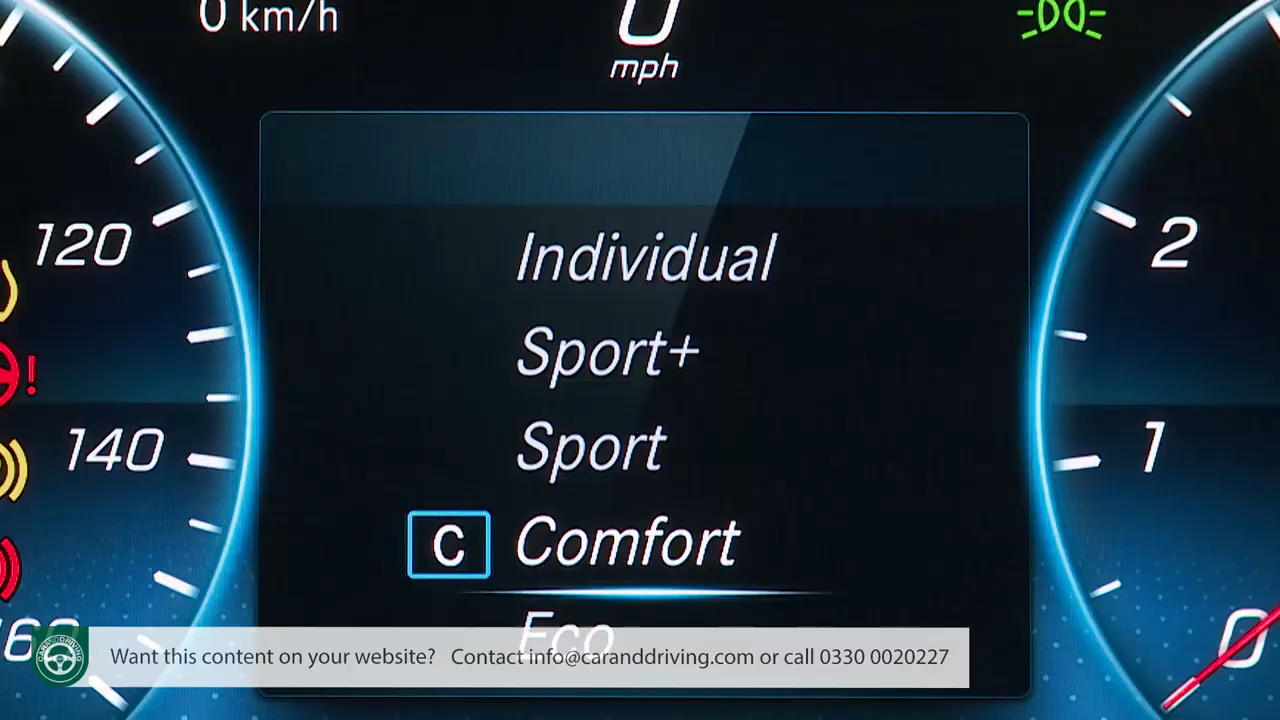 0 km/h
0
mph
120
140
2
1
0
Individual
Sport+
Sport
C Comfort
Eco
Want this content on your website? Contact info@caranddriving.com or call 0330 0020227